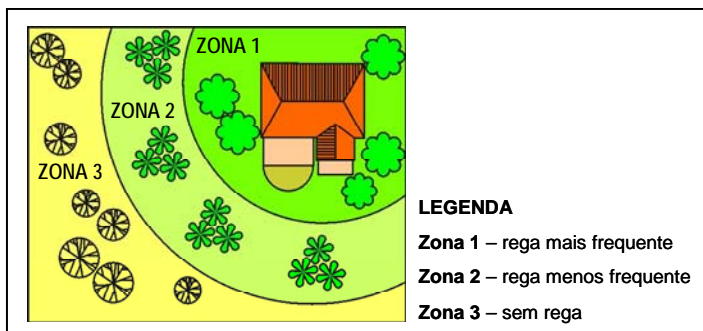 ZONA 1
ZONA 2
ZONA 3
LEGENDA
Zona 1 – rega mais frequente
Zona 2 – rega menos frequente
Zona 3 – sem rega